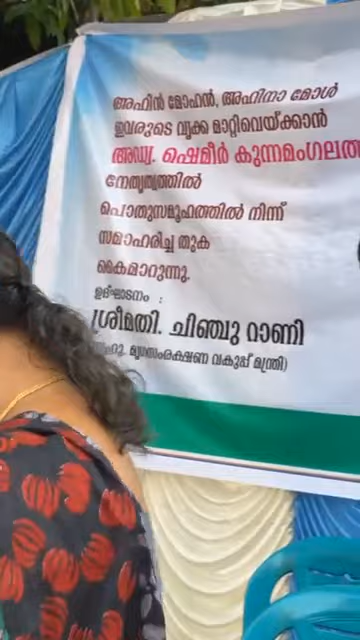 അഹിൻ മോഹൻ, അഹിനാ മോൾ
ഇവരുടെ വൃക്ക മാറ്റിവെയ്ക്കാൻ
അഡ്വ. ഷെമീർ കുന്നമംഗലത്ത
നേതൃത്വത്തിൽ
പൊതുസമൂഹത്തിൽ നിന്ന്
സമാഹരിച്ച തുക
കൈമാറുന്നു.
ഉദ്ഘാടനം :
ശ്രീമതി. ചിഞ്ചു റാണി
ബഹു. മൃഗസംരക്ഷണ വകുപ്പ് മന്ത്രി)